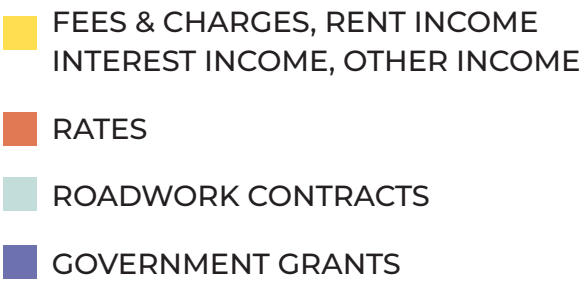 FEES & CHARGES, RENT INCOME
INTEREST INCOME, OTHER INCOME
RATES
ROADWORK CONTRACTS
GOVERNMENT GRANTS